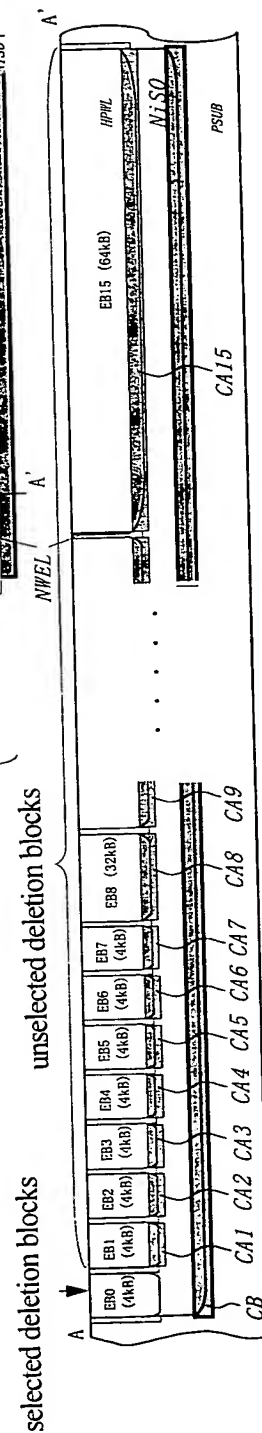 A'
NWEL
unselected deletion blocks
selected deletion blocks
A
A'
EB0
(4kB)
EB1
(4kB)
EB2
(4kB)
EB3
(4kB)
EB4
(4kB)
EB5
(4kB)
EB6
(4kB)
EB7
(4kB)
EB8
(32kB)
EB15 (64kB)
HPWL
NiSO
PSUB
CB
CA1
CA2
CA3
CA4
CA5
CA6
CA7
CA8
CA9
CA15